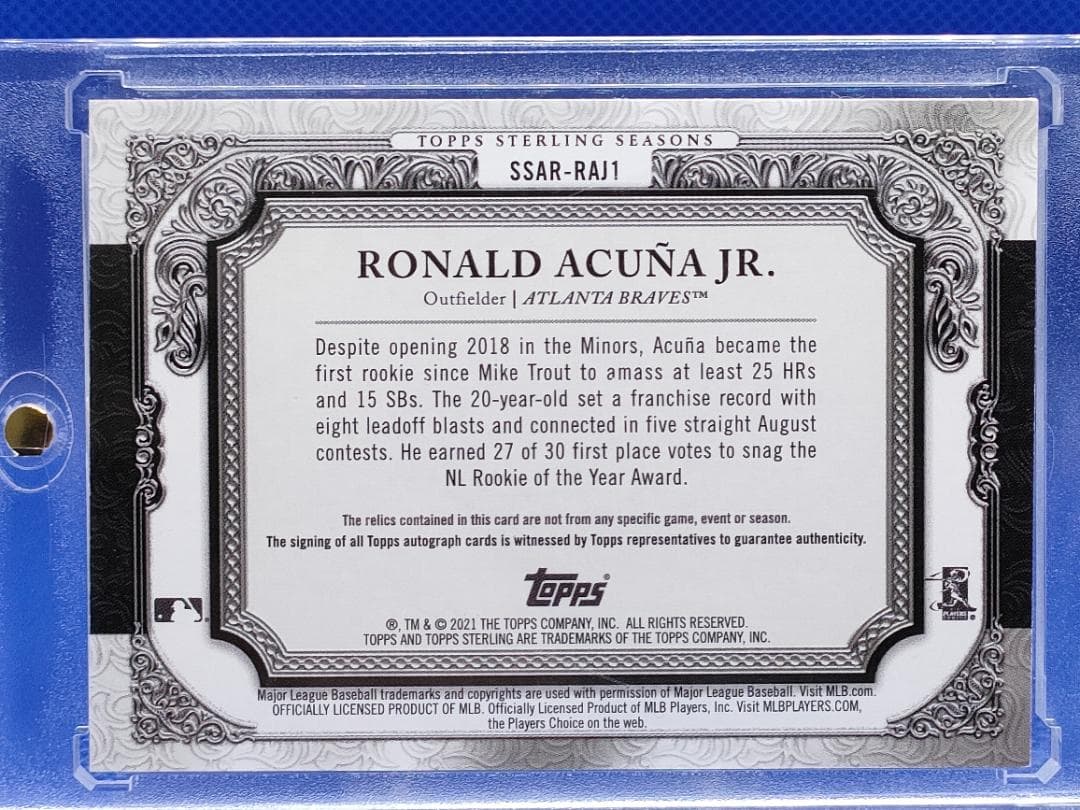 TOPPS STERLING SEASONS
SSAR-RAJ1
RONALD ACUÑA JR.
Outfielder | ATLANTA BRAVES™
Despite opening 2018 in the Minors, Acuña became the
first rookie since Mike Trout to amass at least 25 HRs
and 15 SBs. The 20-year-old set a franchise record with
eight leadoff blasts and connected in five straight August
contests. He earned 27 of 30 first place votes to snag the
NL Rookie of the Year Award.
The relics contained in this card are not from any specific game, event or season.
The signing of all Topps autograph cards is witnessed by Topps representatives to guarantee authenticity.
topps®
®, TM & © 2021 THE TOPPS COMPANY, INC. ALL RIGHTS RESERVED.
TOPPS AND TOPPS STERLING ARE TRADEMARKS OF THE TOPPS COMPANY, INC.
Major League Baseball trademarks and copyrights are used with permission of Major League Baseball. Visit MLB.com.
OFFICIALLY LICENSED PRODUCT OF MLB. Officially Licensed Product of MLB Players, Inc. Visit MLBPLAYERS.COM,
the Players Choice on the web.